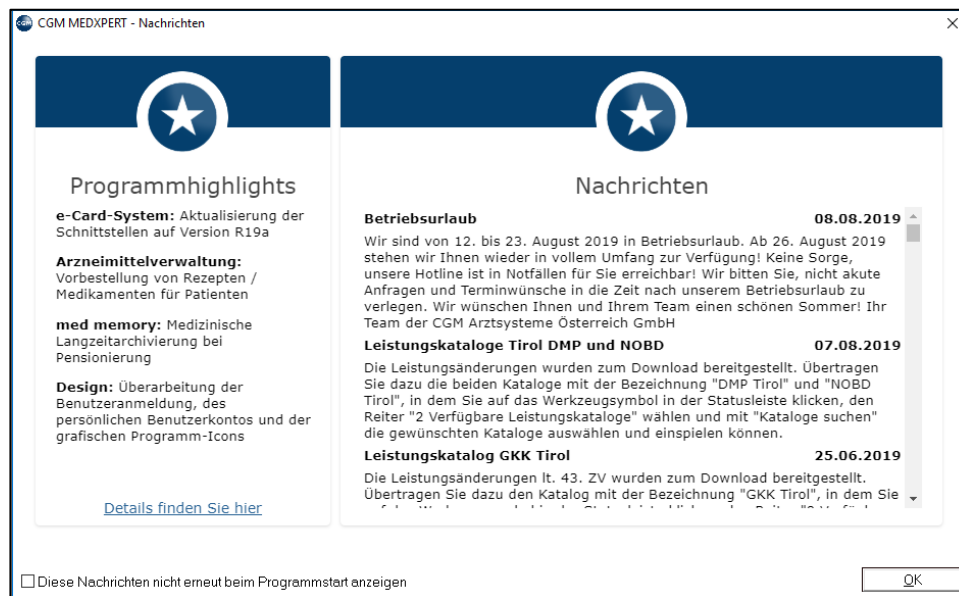 CGM CGM MEDXPERT - Nachrichten
Programmhighlights
e-Card-System: Aktualisierung der
Schnittstellen auf Version R19a
Arzneimittelverwaltung:
Vorbestellung von Rezepten /
Medikamenten für Patienten
med memory: Medizinische
Langzeitarchivierung bei
Pensionierung
Design: Überarbeitung der
Benutzeranmeldung, des
persönlichen Benutzerkontos und der
grafischen Programm-Icons
Details finden Sie hier
Nachrichten
Betriebsurlaub 08.08.2019
Wir sind von 12. bis 23. August 2019 in Betriebsurlaub. Ab 26. August 2019
stehen wir Ihnen wieder in vollem Umfang zur Verfügung! Keine Sorge,
unsere Hotline ist in Notfällen für Sie erreichbar! Wir bitten Sie, nicht akute
Anfragen und Terminwünsche in die Zeit nach unserem Betriebsurlaub zu
verlegen. Wir wünschen Ihnen und Ihrem Team einen schönen Sommer! Ihr
Team der CGM Arztsysteme Österreich GmbH
Leistungskataloge Tirol DMP und NOBD 07.08.2019
Die Leistungsänderungen wurden zum Download bereitgestellt. Übertragen
Sie dazu die beiden Kataloge mit der Bezeichnung "DMP Tirol" und "NOBD
Tirol", in dem Sie auf das Werkzeugsymbol in der Statusleiste klicken, den
Reiter "2 Verfügbare Leistungskataloge" wählen und mit "Kataloge suchen"
die gewünschten Kataloge auswählen und einspielen können.
Leistungskatalog GKK Tirol 25.06.2019
Die Leistungsänderungen lt. 43. ZV wurden zum Download bereitgestellt.
Übertragen Sie dazu den Katalog mit der Bezeichnung "GKK Tirol", in dem Sie
Diese Nachrichten nicht erneut beim Programmstart anzeigen
OK